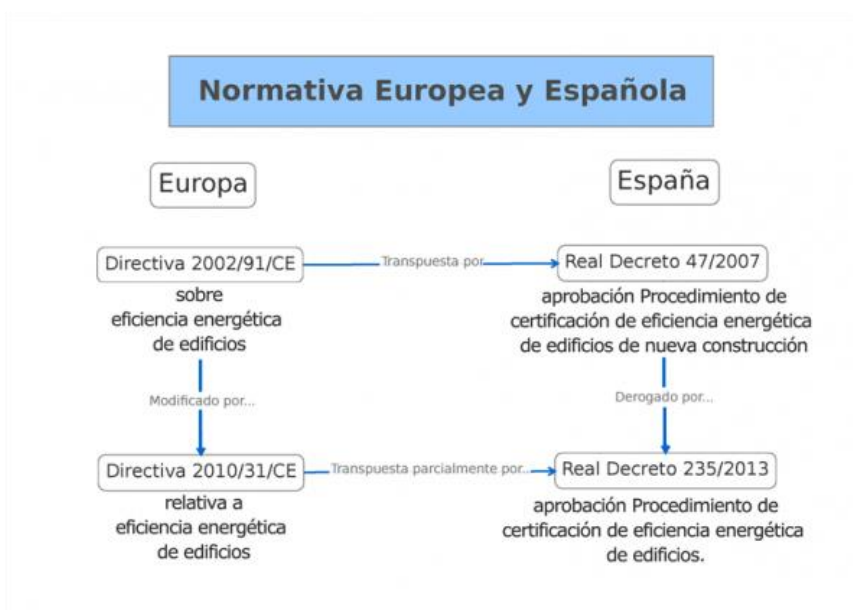 Normativa Europea y Española
Europa
España
Directiva 2002/91/CE
Transpuesta por
Real Decreto 47/2007
sobre
eficiencia energética
de edificios
aprobación Procedimiento de
certificación de eficiencia energética
de edificios de nueva construcción
Modificado por...
Derogado por...
Directiva 2010/31/CE
Transpuesta parcialmente por...
Real Decreto 235/2013
relativa a
eficiencia energética
de edificios
aprobación Procedimiento de
certificación de eficiencia energética
de edificios.